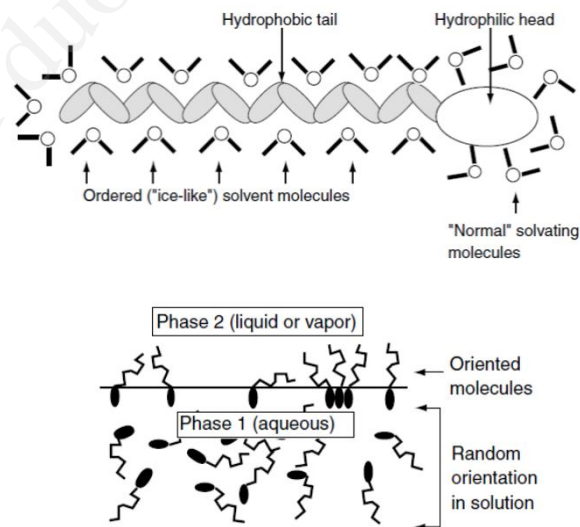 Hydrophobic tail
Hydrophilic head
Ordered ("ice-like") solvent molecules
"Normal" solvating
molecules
Phase 2 (liquid or vapor)
Oriented
molecules
Phase 1 (aqueous)
Random
orientation
in solution